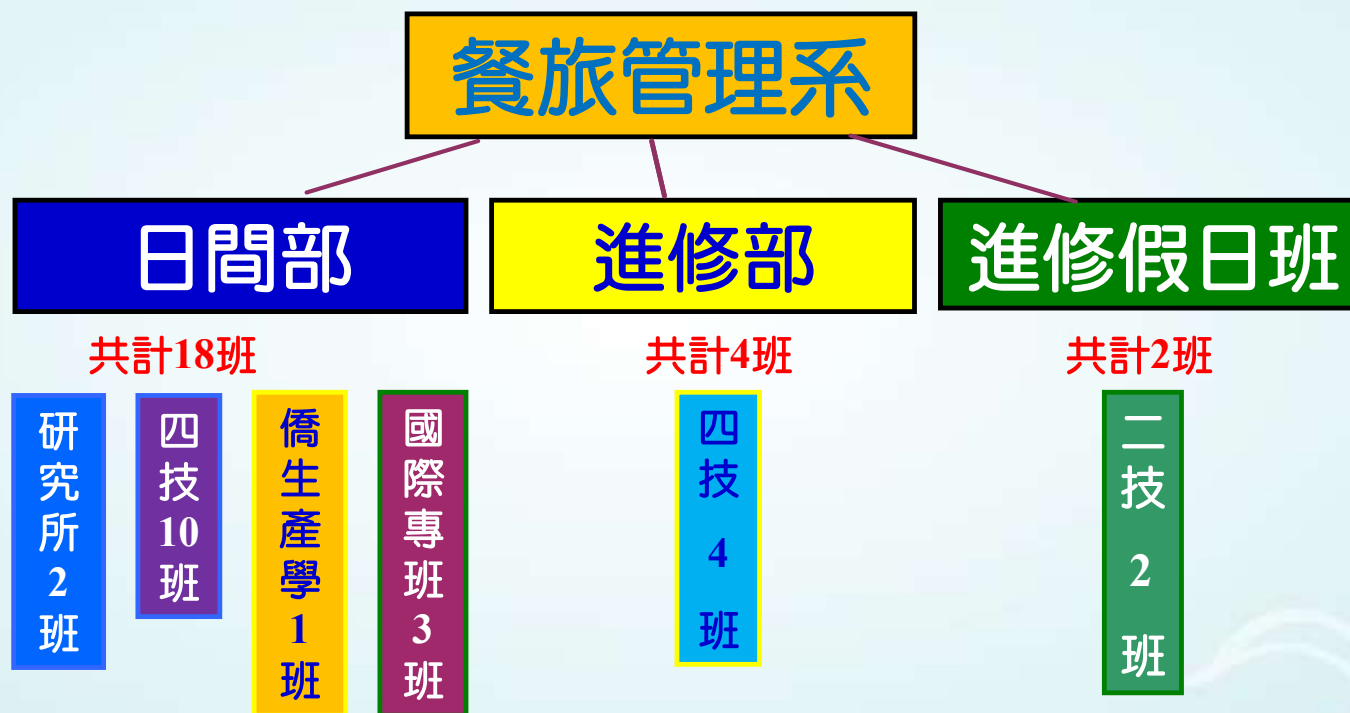 餐旅管理系
日間部
進修部
進修假日班
共計18班
共計4班
共計2班
研究所2班
四技10班
僑生產學1班
國際專班3班
四技4班
二技2班